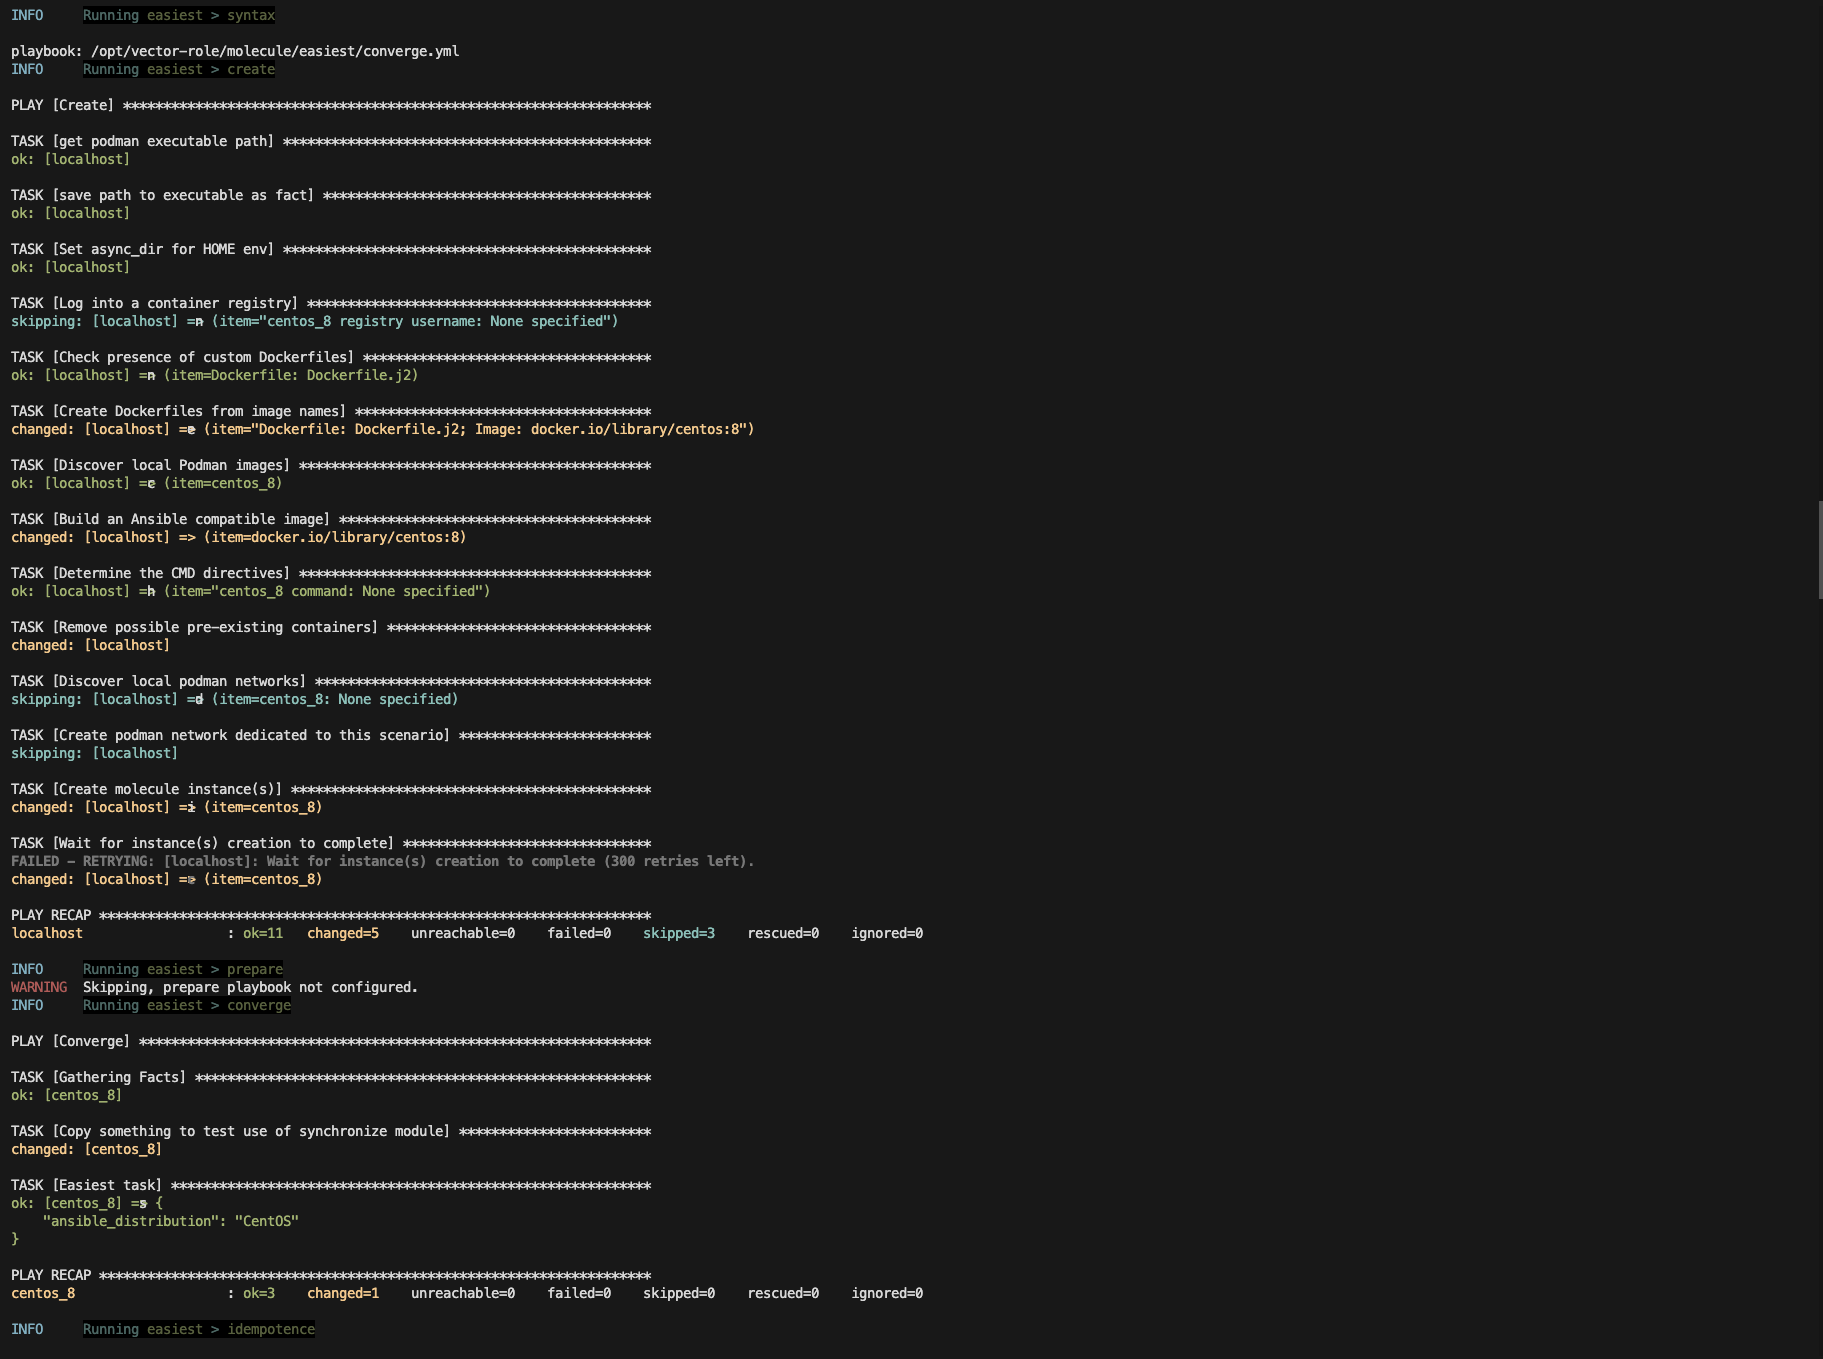 INFO     Running easiest > syntax
playbook: /opt/vector-role/molecule/easiest/converge.yml
INFO     Running easiest > create
PLAY [Create] ******************************************************************
TASK [get podman executable path] **********************************************
ok: [localhost]
TASK [save path to executable as fact] *****************************************
ok: [localhost]
TASK [Set async_dir for HOME env] **********************************************
ok: [localhost]
TASK [Log into a container registry] *******************************************
skipping: [localhost] => (item="centos_8 registry username: None specified")
TASK [Check presence of custom Dockerfiles] ************************************
ok: [localhost] => (item=Dockerfile: Dockerfile.j2)
TASK [Create Dockerfiles from image names] *************************************
changed: [localhost] => (item="Dockerfile: Dockerfile.j2; Image: docker.io/library/centos:8")
TASK [Discover local Podman images] ********************************************
ok: [localhost] => (item=centos_8)
TASK [Build an Ansible compatible image] ***************************************
changed: [localhost] => (item=docker.io/library/centos:8)
TASK [Determine the CMD directives] ********************************************
ok: [localhost] => (item="centos_8 command: None specified")
TASK [Remove possible pre-existing containers] *********************************
changed: [localhost]
TASK [Discover local podman networks] ******************************************
skipping: [localhost] => (item=centos_8: None specified)
TASK [Create podman network dedicated to this scenario] ************************
skipping: [localhost]
TASK [Create molecule instance(s)] *********************************************
changed: [localhost] => (item=centos_8)
TASK [Wait for instance(s) creation to complete] *******************************
FAILED - RETRYING: [localhost]: Wait for instance(s) creation to complete (300 retries left).
changed: [localhost] => (item=centos_8)
PLAY RECAP *********************************************************************
localhost                  : ok=11   changed=5    unreachable=0    failed=0    skipped=3    rescued=0    ignored=0
INFO     Running easiest > prepare
WARNING  Skipping, prepare playbook not configured.
INFO     Running easiest > converge
PLAY [Converge] ****************************************************************
TASK [Gathering Facts] *********************************************************
ok: [centos_8]
TASK [Copy something to test use of synchronize module] ************************
changed: [centos_8]
TASK [Easiest task] ************************************************************
ok: [centos_8] => {
    "ansible_distribution": "CentOS"
}
PLAY RECAP *********************************************************************
centos_8                   : ok=3    changed=1    unreachable=0    failed=0    skipped=0    rescued=0    ignored=0
INFO     Running easiest > idempotence